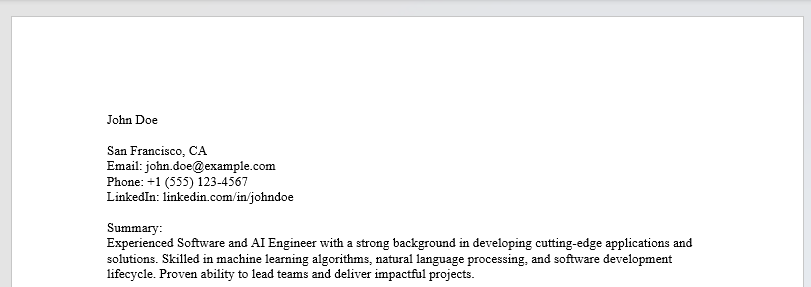 John Doe
San Francisco, CA
Email: john.doe@example.com
Phone: +1 (555) 123-4567
LinkedIn: linkedin.com/in/johndoe
Summary:
Experienced Software and AI Engineer with a strong background in developing cutting-edge applications and
solutions. Skilled in machine learning algorithms, natural language processing, and software development
lifecycle. Proven ability to lead teams and deliver impactful projects.